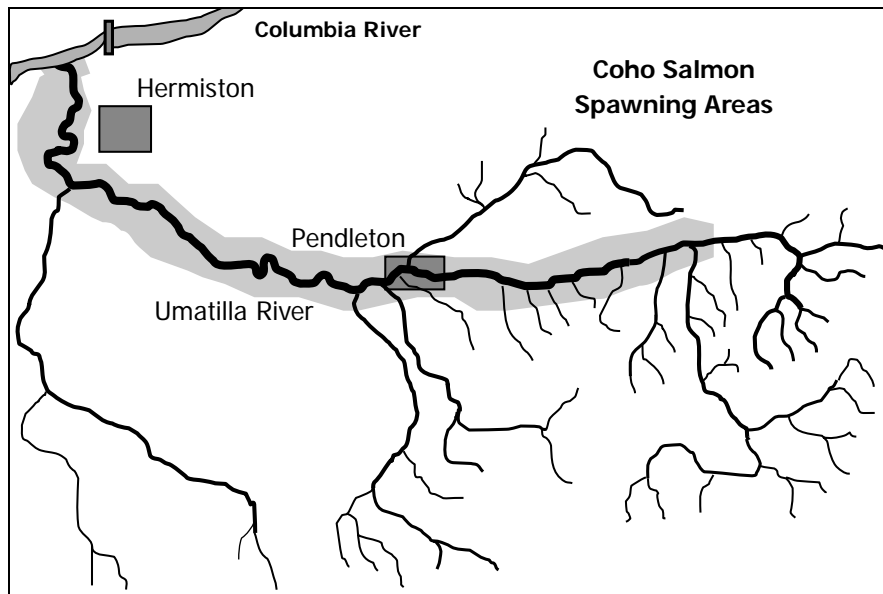 Columbia River
Coho Salmon
Spawning Areas
Hermiston
Pendleton
Umatilla River